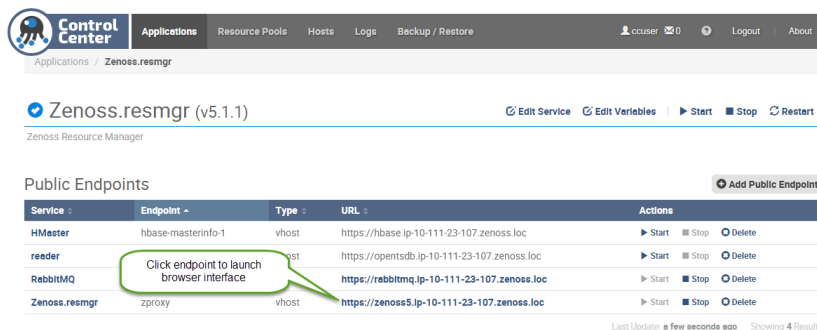 Control Center Applications Resource Pools Hosts Logs Backup / Restore ccuser 0 Logout About
Applications / Zenoss.resmgr
Zenoss.resmgr (v5.1.1) Edit Service Edit Variables Start Stop Restart
Zenoss Resource Manager
Public Endpoints Add Public Endpoint
Service Endpoint Type URL Actions
HMaster hbase-masterinfo-1 vhost https://hbase.ip-10-111-23-107.zenoss.loc Start Stop Delete
reader https://opentsdb.ip-10-111-23-107.zenoss.loc Start Stop Delete
Click endpoint to launch
browser interface
RabbitMQ https://rabbitmq.ip-10-111-23-107.zenoss.loc Start Stop Delete
Zenoss.resmgr zproxy vhost https://zenoss5.ip-10-111-23-107.zenoss.loc Start Stop Delete
Last Update: a few seconds ago Showing 4 Result